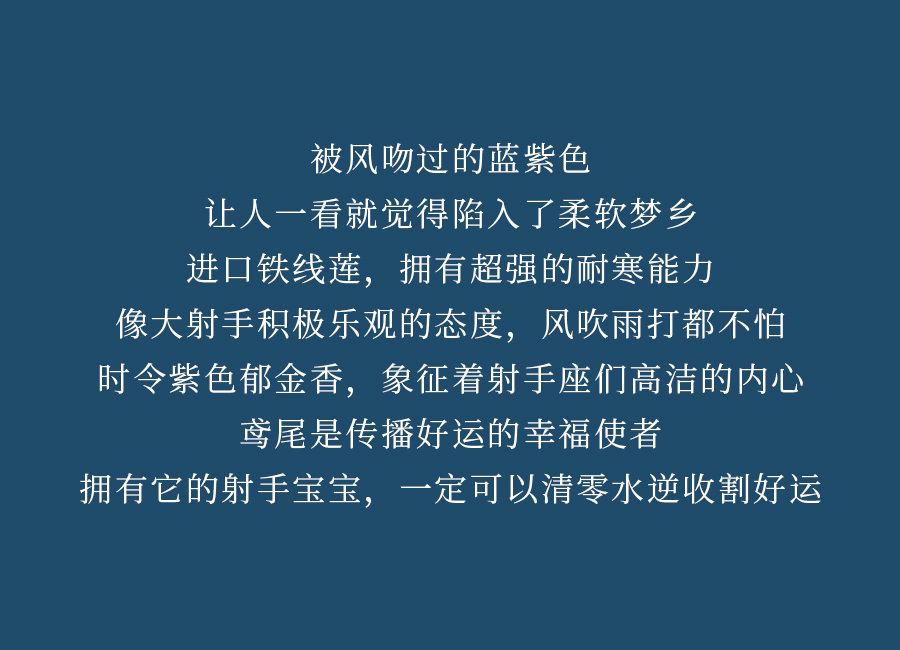 被风吻过的蓝紫色
让人一看就觉得陷入了柔软梦乡
进口铁线莲，拥有超强的耐寒能力
像大射手积极乐观的态度，风吹雨打都不怕
时令紫色郁金香，象征着射手座们高洁的内心
鸢尾是传播好运的幸福使者
拥有它的射手宝宝，一定可以清零水逆收割好运